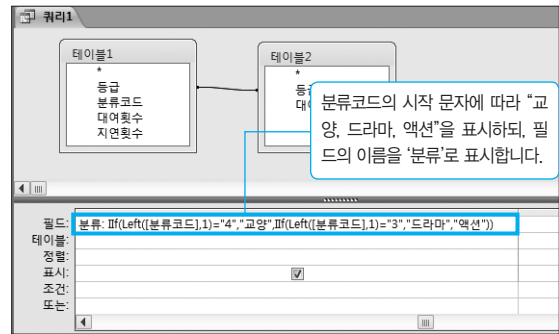 쿼리1
테이블1
*
등급
분류코드
대여횟수
지연횟수
테이블2
*
분류코드의 시작 문자에 따라 “교
양, 드라마, 액션”을 표시하되, 필
드의 이름을 ‘분류’로 표시합니다.
필드: 분류: IIf(Left([분류코드],1)="4","교양",IIf(Left([분류코드],1)="3","드라마","액션"))
테이블:
정렬:
표시:
조건:
또는: